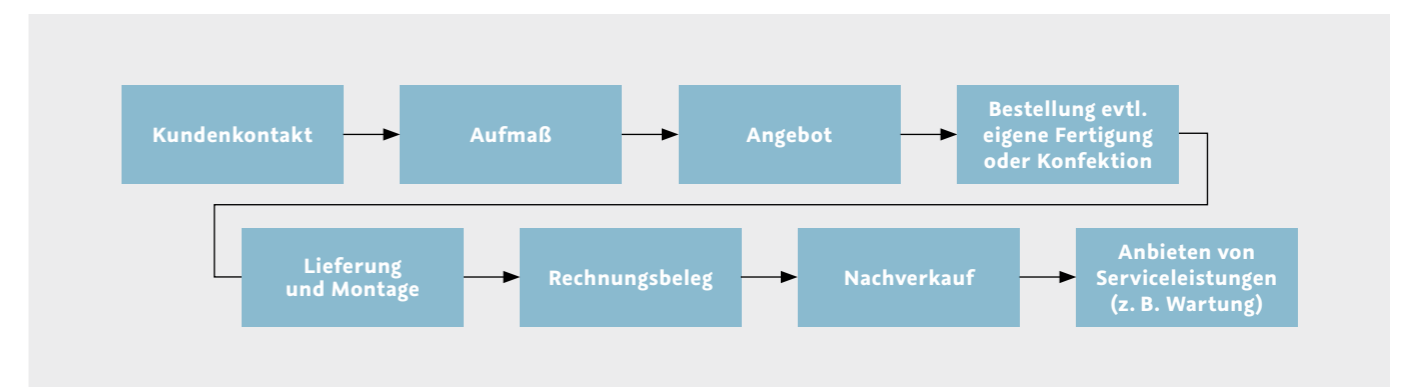 Kundenkontakt
Aufmaß
Angebot
Bestellung evtl.
eigene Fertigung
oder Konfektion
Lieferung
und Montage
Rechnungsbeleg
Nachverkauf
Anbieten von
Serviceleistungen
(z. B. Wartung)